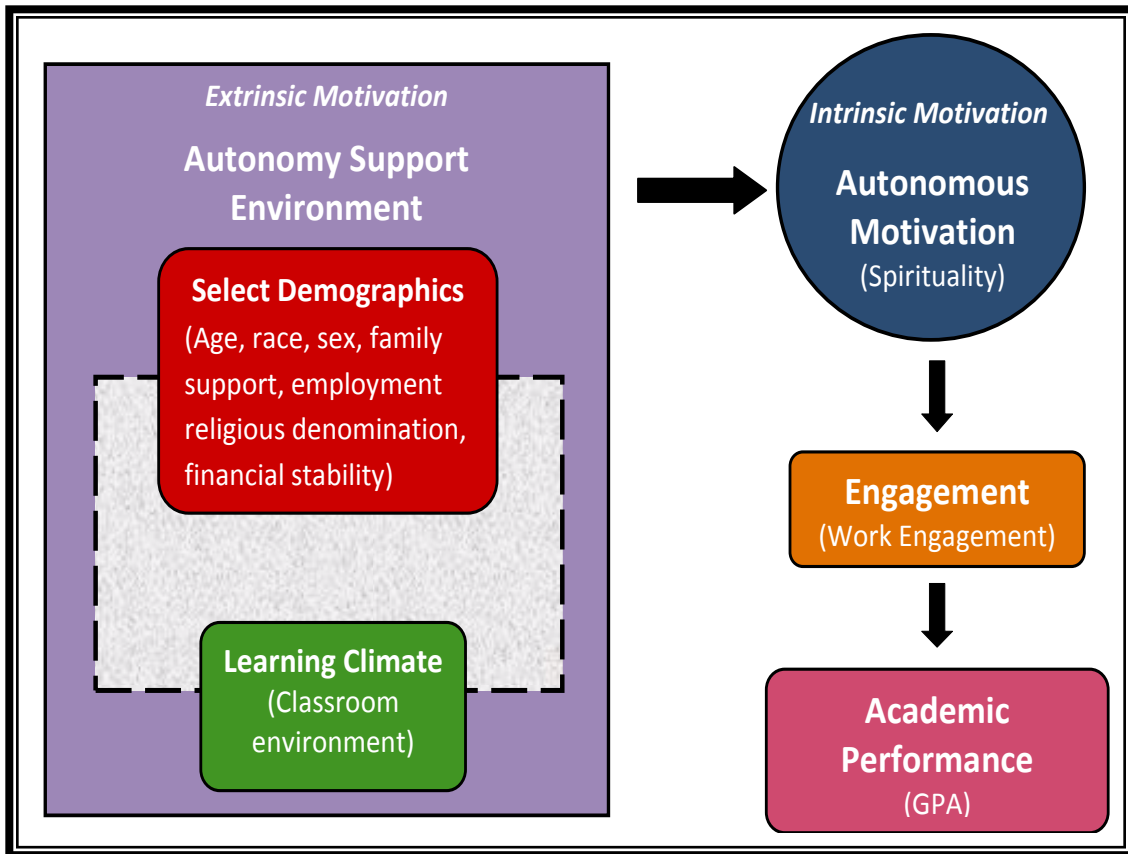 Extrinsic Motivation
Autonomy Support
Environment
Select Demographics
(Age, race, sex, family
support, employment
religious denomination,
financial stability)
Learning Climate
(Classroom
environment)
Intrinsic Motivation
Autonomous
Motivation
(Spirituality)
Engagement
(Work Engagement)
Academic
Performance
(GPA)